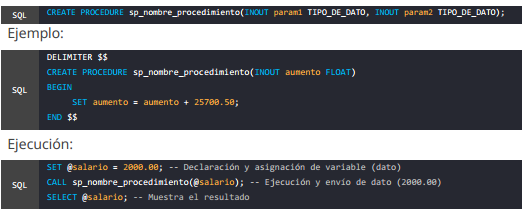 SQL
CREATE PROCEDURE sp_nombre_procedimiento(INOUT param1 TIPO_DE_DATO, INOUT param2 TIPO_DE_DATO);
Ejemplo:
SQL
DELIMITER $$
CREATE PROCEDURE sp_nombre_procedimiento(INOUT aumento FLOAT)
BEGIN
SET aumento = aumento + 25700.50;
END $$
Ejecución:
SQL
SET @salario = 2000.00; -- Declaración y asignación de variable (dato)
CALL sp_nombre_procedimiento(@salario); -- Ejecución y envío de dato (2000.00)
SELECT @salario; -- Muestra el resultado